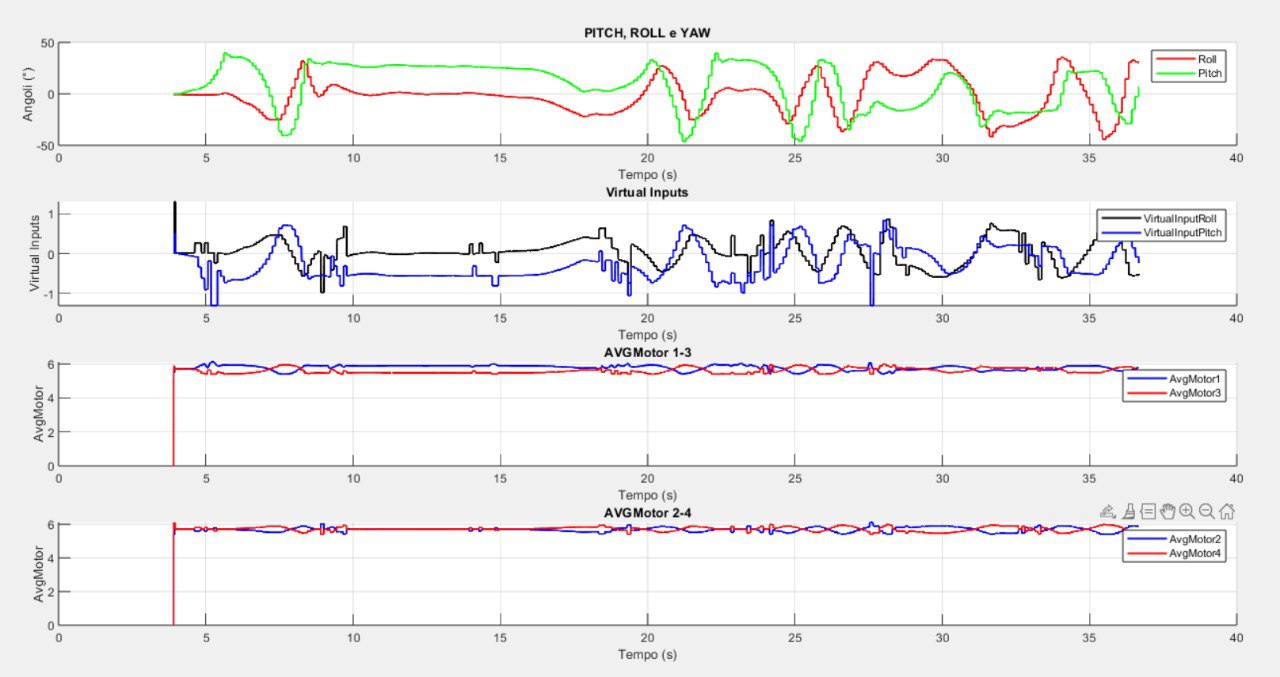 PITCH, ROLL e YAW
Angoli (°)
50
0
-50
Roll
Pitch
0 5 10 15 20 25 30 35 40
Tempo (s)
Virtual Inputs
Virtual Inputs
1
0
-1
VirtualInputRoll
VirtualInputPitch
0 5 10 15 20 25 30 35 40
Tempo (s)
AVGMotor 1-3
AvgMotor
6
4
2
0
AvgMotor1
AvgMotor3
0 5 10 15 20 25 30 35 40
Tempo (s)
AVGMotor 2-4
AvgMotor
6
4
2
0
AvgMotor2
AvgMotor4
0 5 10 15 20 25 30 35 40
Tempo (s)